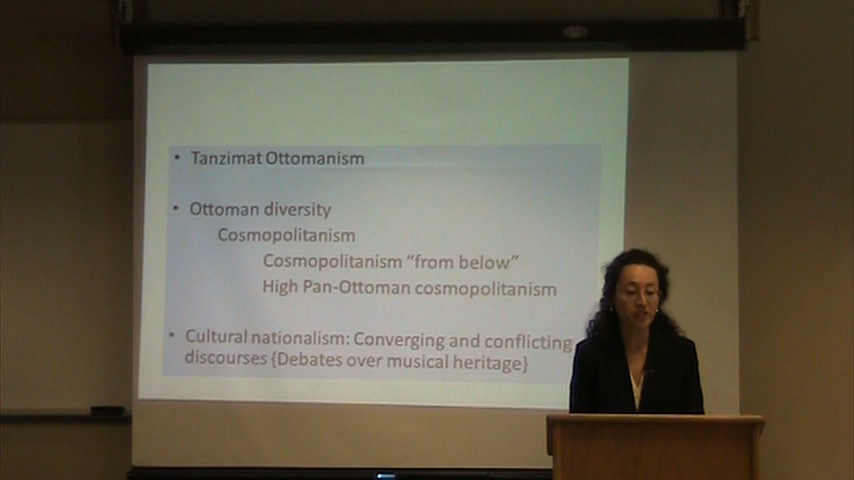 • Tanzimat Ottomanism
• Ottoman diversity
Cosmopolitanism
Cosmopolitanism “from below”
High Pan-Ottoman cosmopolitanism
• Cultural nationalism: Converging and conflicting
discourses {Debates over musical heritage}